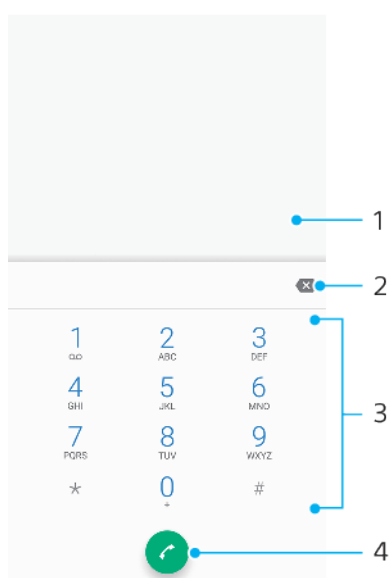 1
2
1 2 3
ABC DEF
4 5 6
GHI JKL MNO
3
7 8 9
PQRS TUV WXYZ
* 0 #
+
4